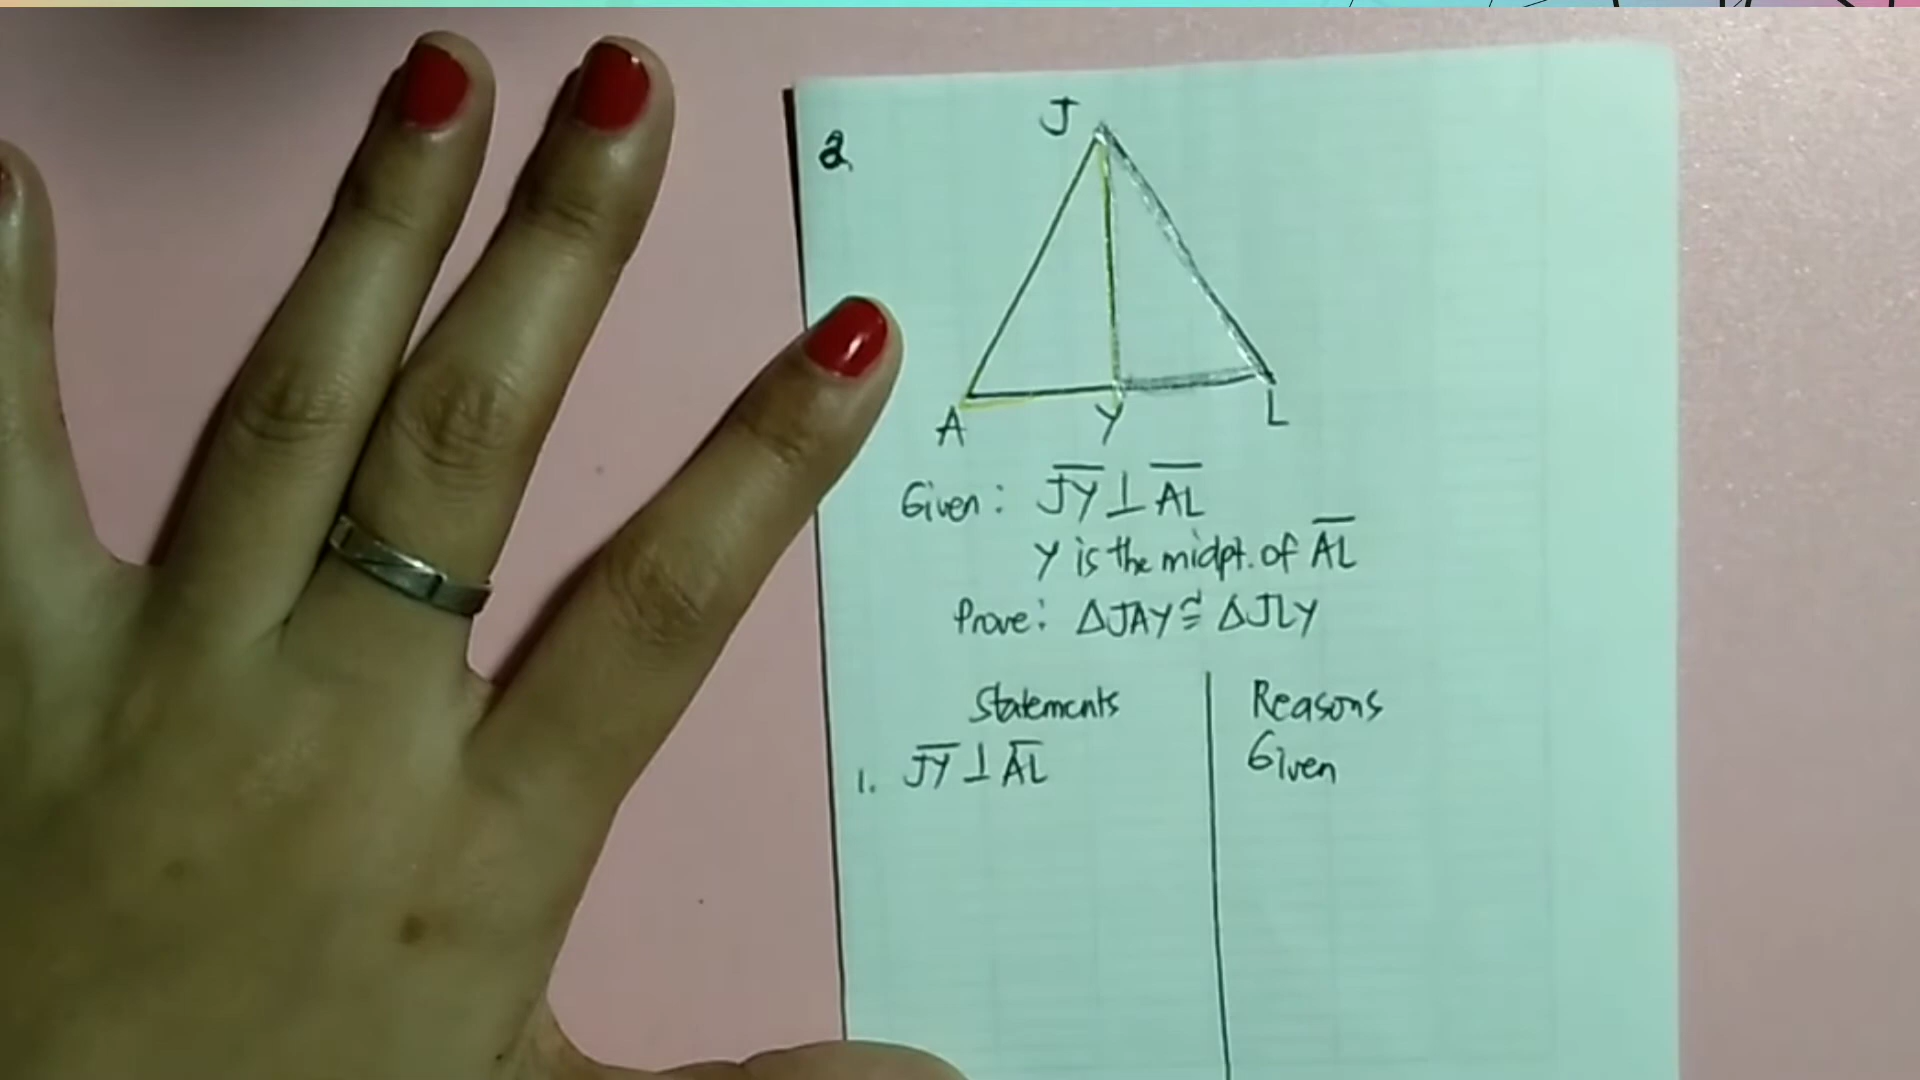 2
J
A Y L
Given: JY ⊥ AL
Y is the midpt. of AL
Prove: ΔJAY ≅ ΔJLY
Statements Reasons
1. JY ⊥ AL Given